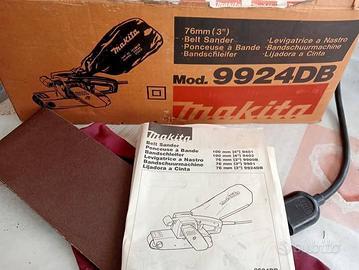 76mm(3")
·Belt Sander ·Levigatrice a Nastro
·Ponceuse à Bande ·Bandschuurmachine
·Bandschleifer ·Lijadora a Cinta
makita
Mod. 9924DB
makita
makita
Belt Sander 100 mm (4") 9401
Ponceuse à Bande 100 mm (4") 9402
Bandschleifer 76 mm (3") 9900B
Levigatrice a Nastro 76 mm (3") 9901
Bandschuurmachine 76 mm (3") 9924DB
Lijadora a Cinta
9924DB
subito